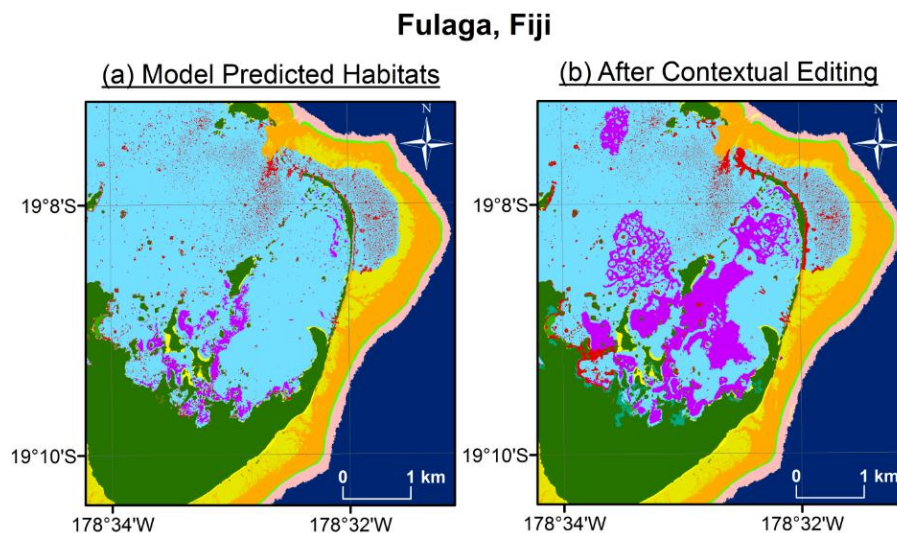 Fulaga, Fiji
(a) Model Predicted Habitats
(b) After Contextual Editing
N
N
19°8'S
19°8'S
19°10'S
19°10'S
0 1 km
0 1 km
178°34'W
178°32'W
178°34'W
178°32'W